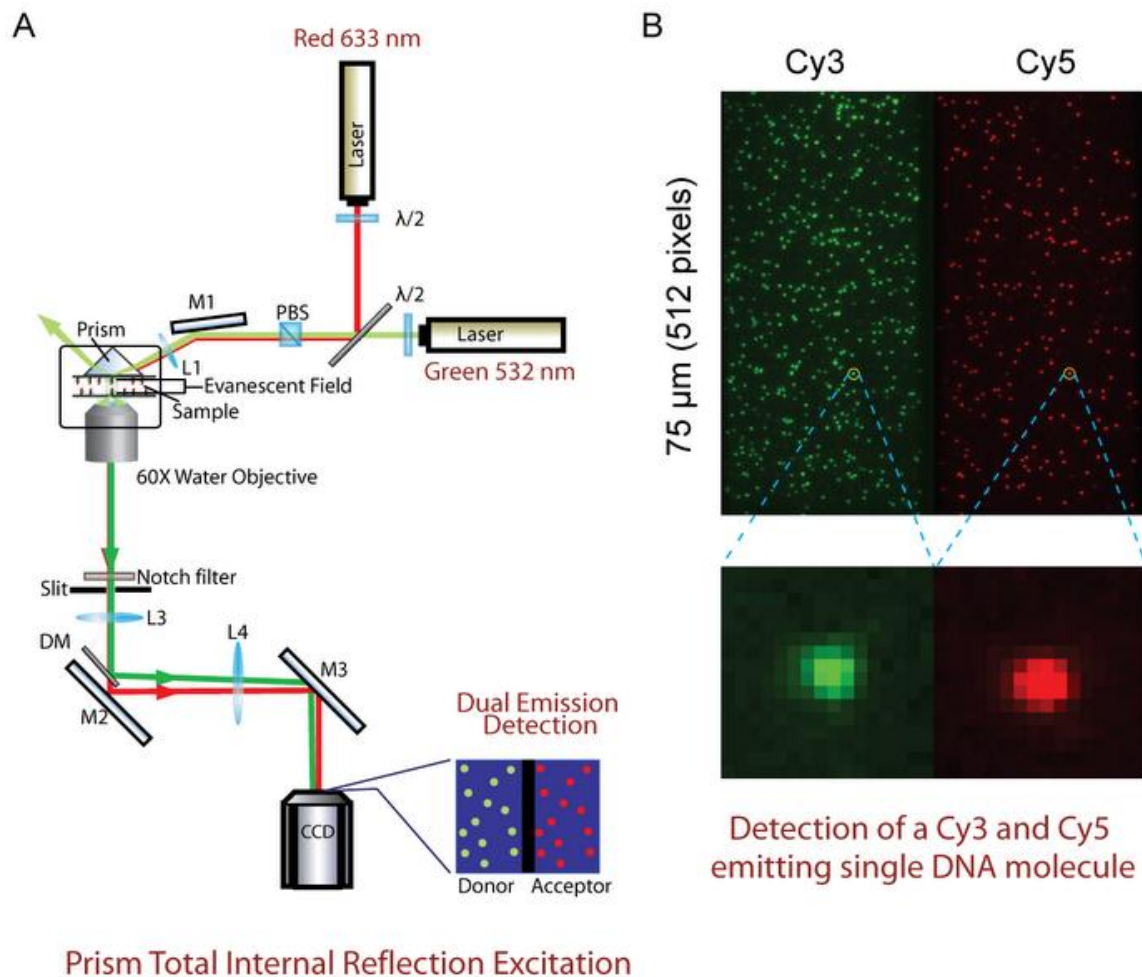 A
Red 633 nm
Laser
λ/2
λ/2
M1
PBS
Laser
Prism
L1
Green 532 nm
Evanescent Field
Sample
60X Water Objective
Notch filter
Slit
L3
DM
L4
M3
M2
Dual Emission
Detection
CCD
Donor Acceptor
Prism Total Internal Reflection Excitation
B
Cy3 Cy5
75 μm (512 pixels)
Detection of a Cy3 and Cy5
emitting single DNA molecule